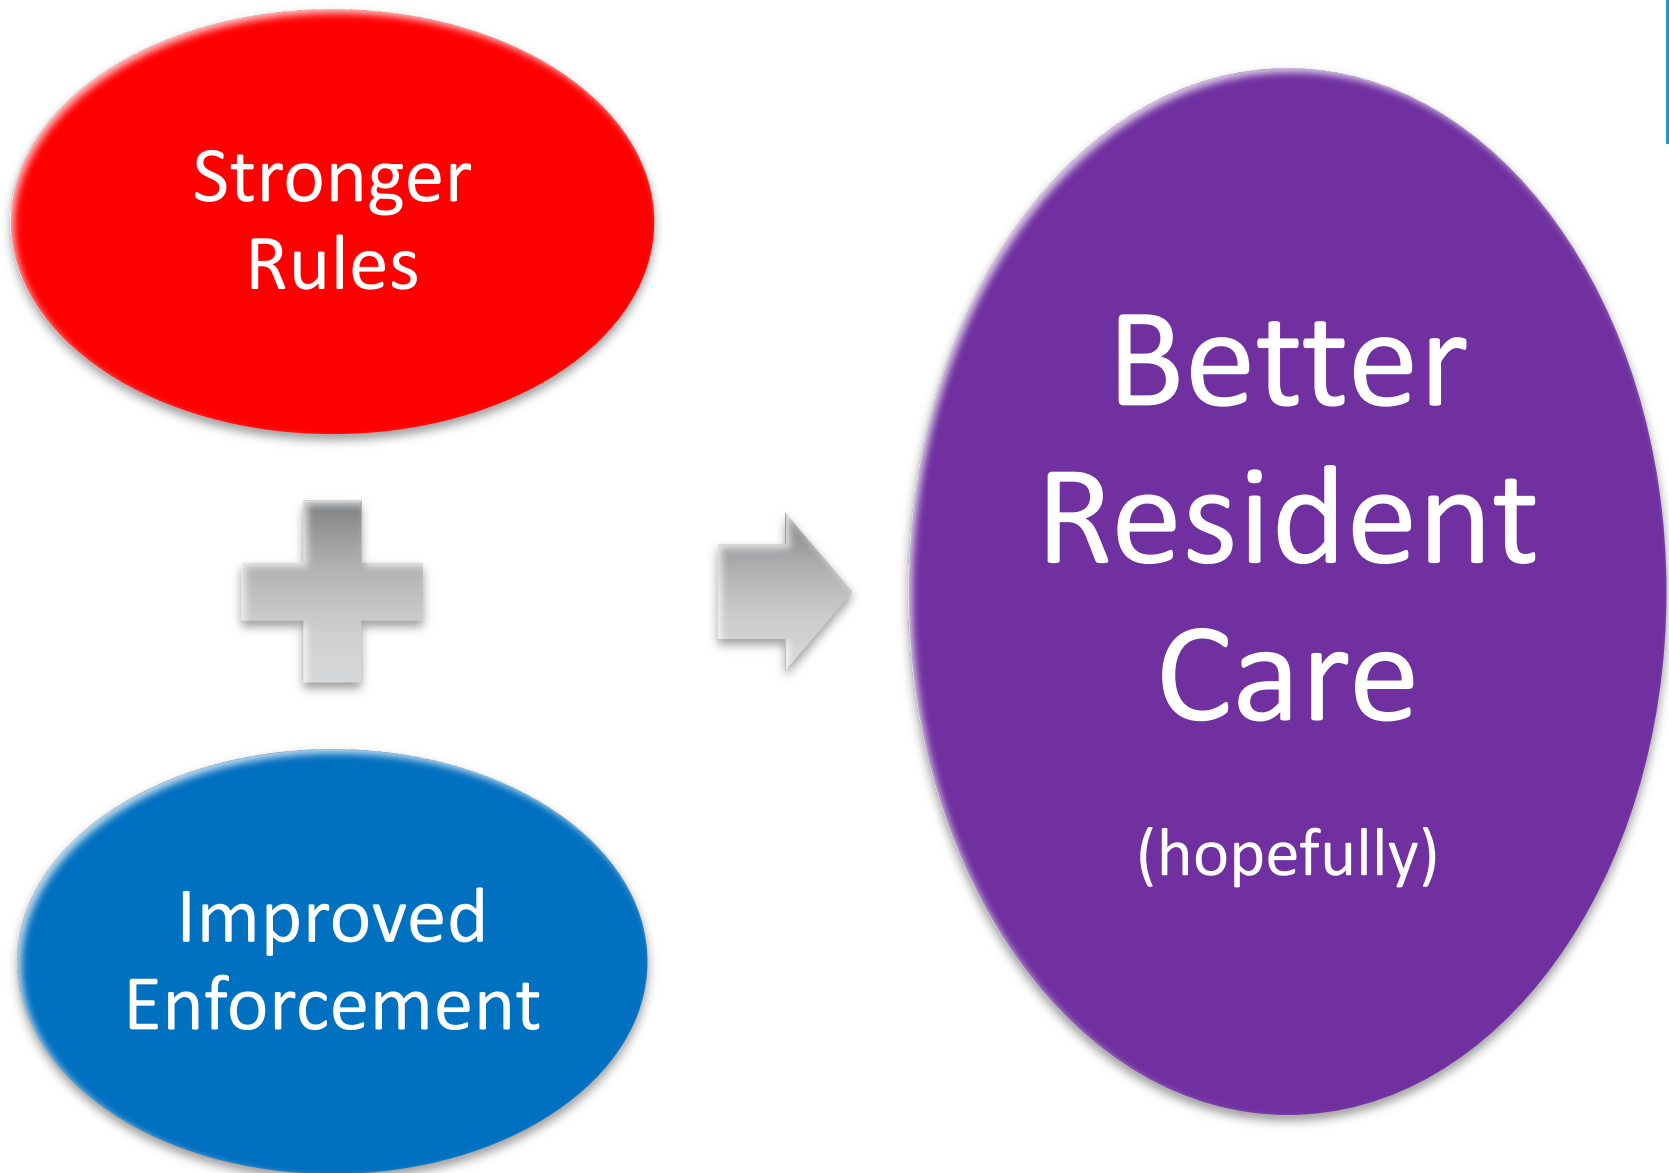 Stronger
Rules
Improved
Enforcement
Better
Resident
Care
(hopefully)